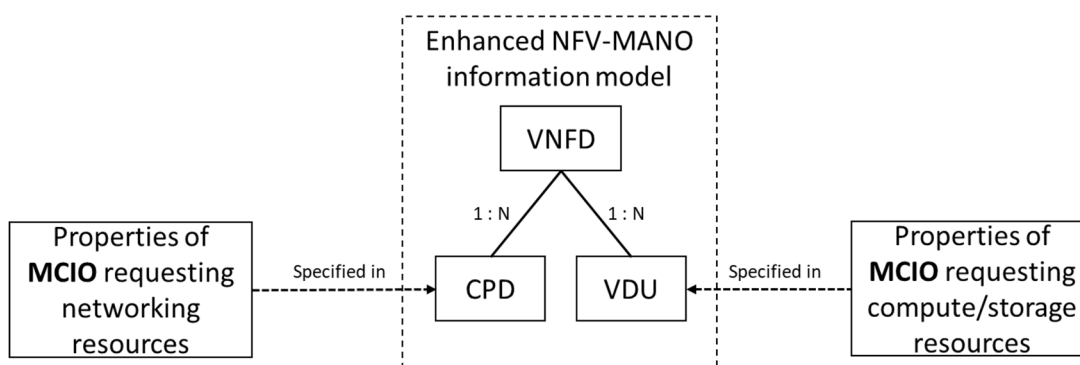 Enhanced NFV-MANO
information model
VNFD
1 : N
1 : N
Properties of
MCIO requesting
networking
resources
Specified in
CPD
VDU
Specified in
Properties of
MCIO requesting
compute/storage
resources